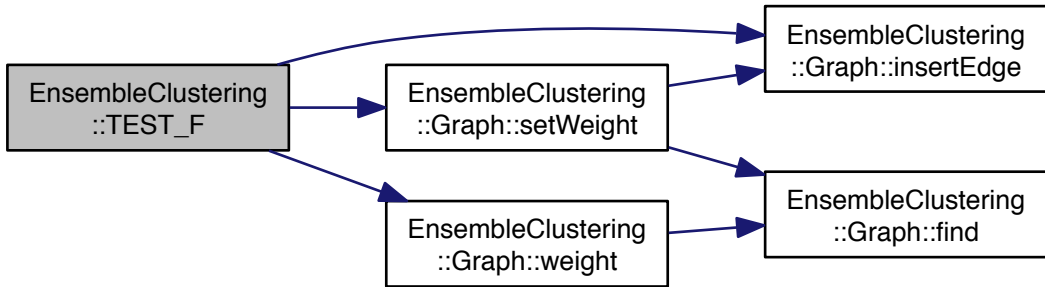 EnsembleClustering
::TEST_F
EnsembleClustering
::Graph::setWeight
EnsembleClustering
::Graph::weight
EnsembleClustering
::Graph::insertEdge
EnsembleClustering
::Graph::find